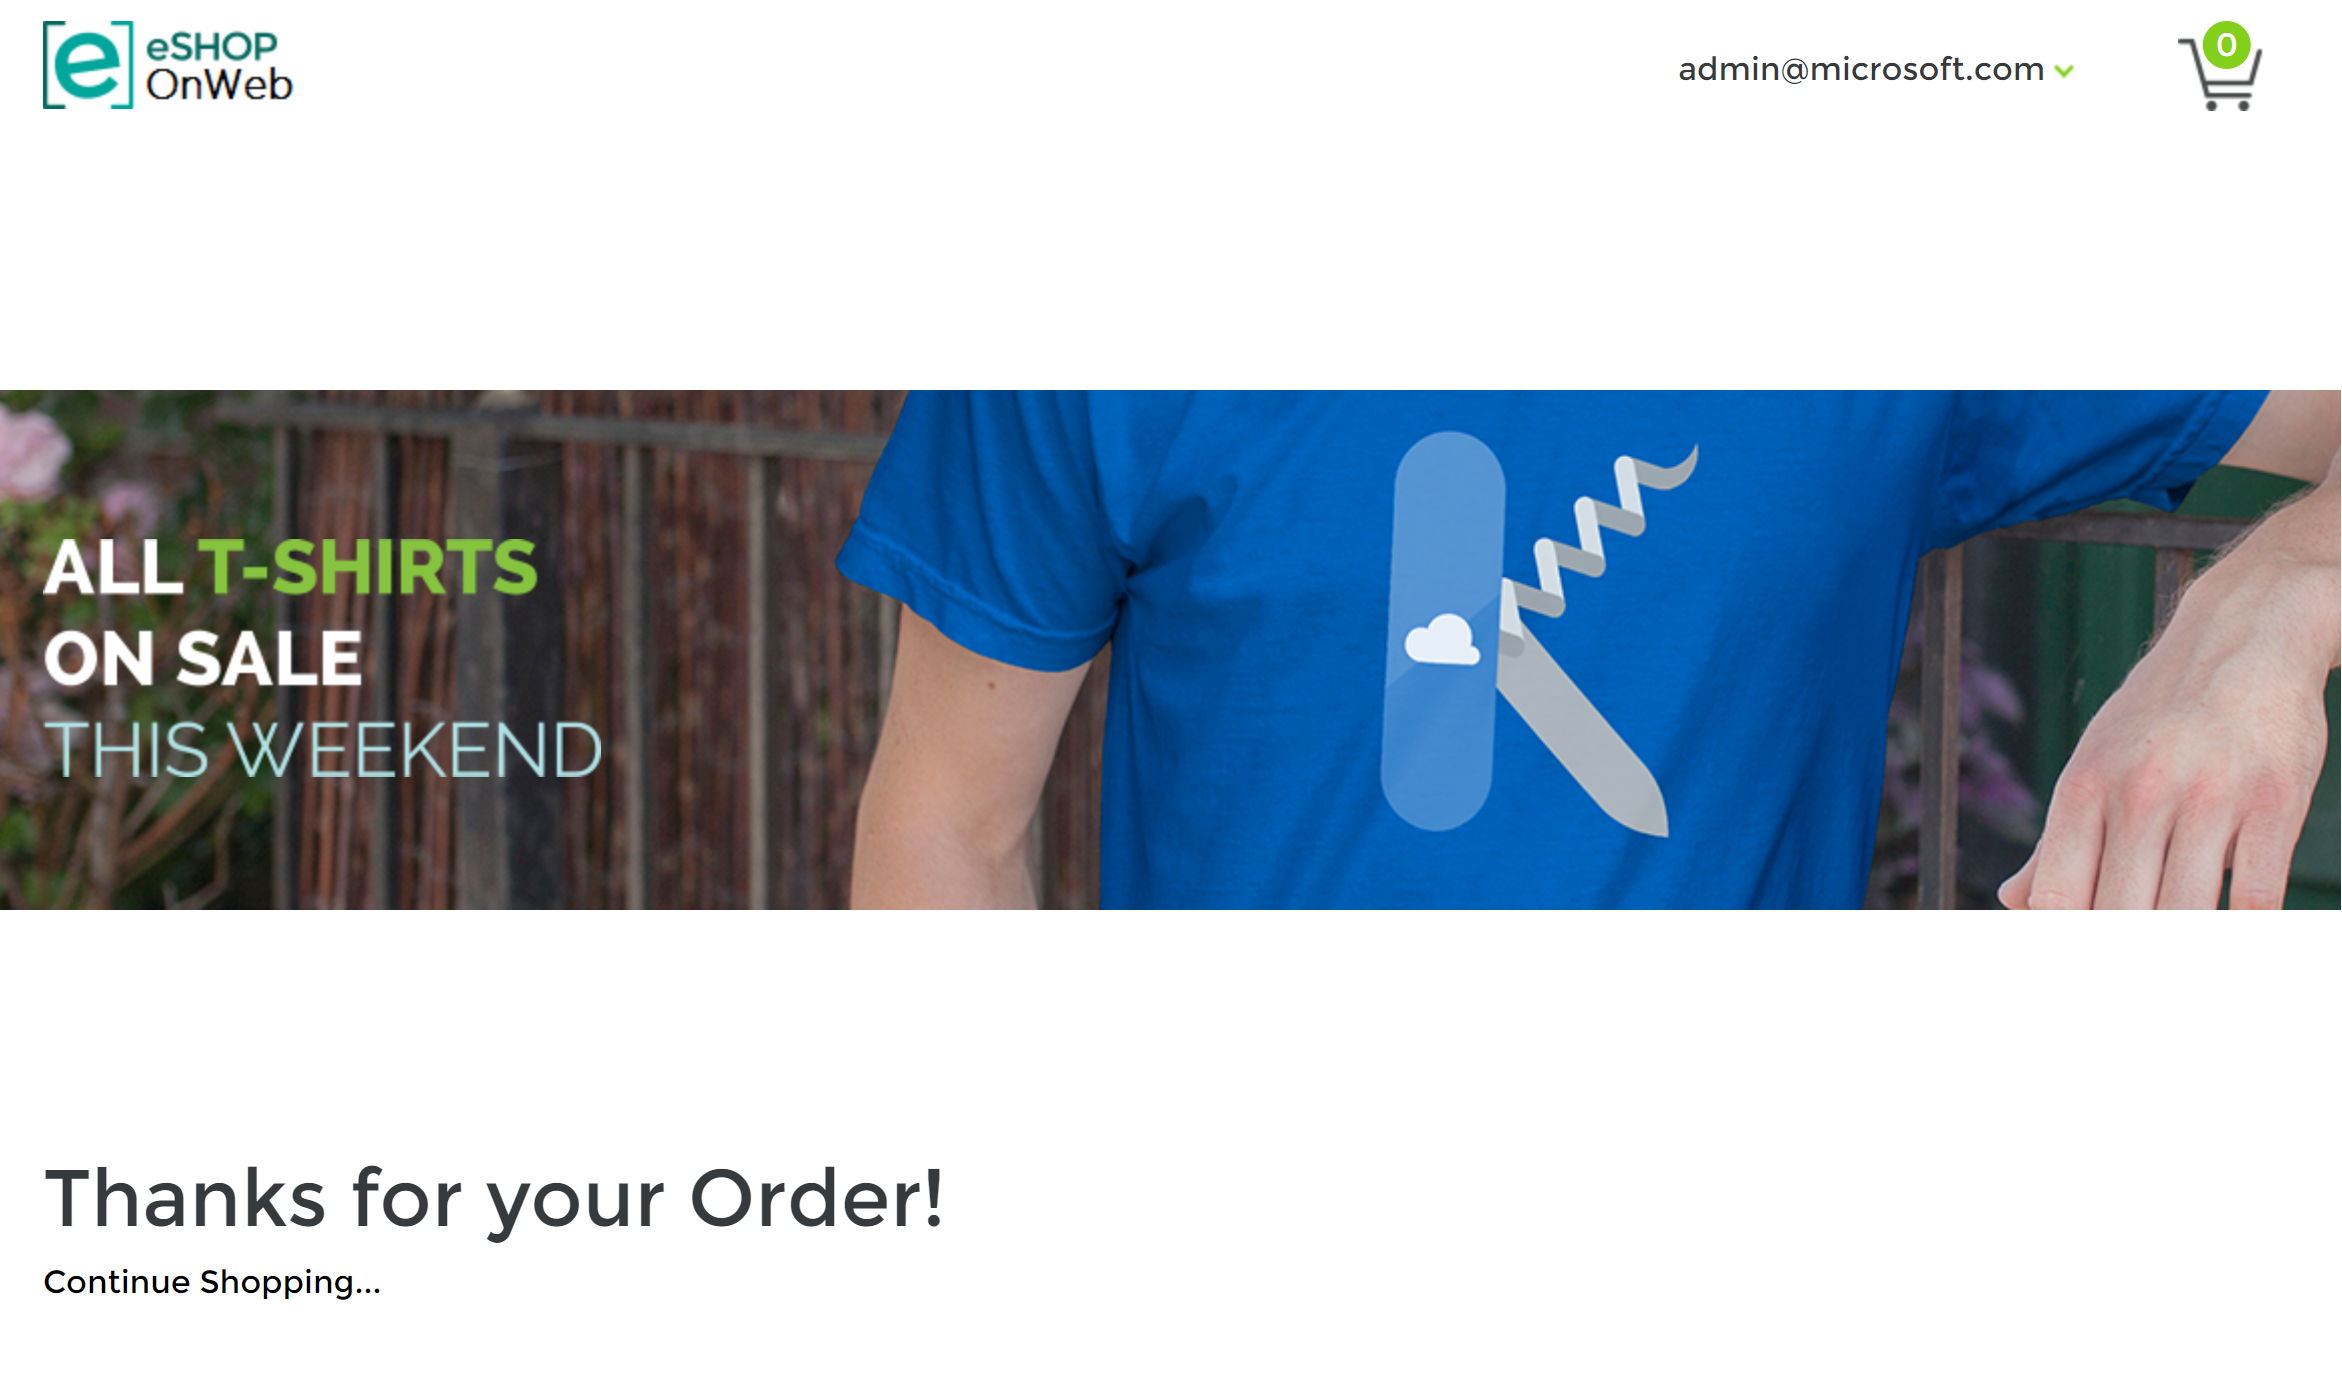 eSHOP
OnWeb
admin@microsoft.com
0
ALL T-SHIRTS
ON SALE
THIS WEEKEND
Thanks for your Order!
Continue Shopping...